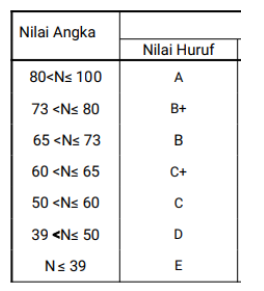 Nilai Angka
Nilai Huruf
80<N≤ 100 A
73 <N≤ 80 B+
65 <N≤ 73 B
60 <N≤ 65 C+
50 <N≤ 60 C
39 <N≤ 50 D
N≤ 39 E